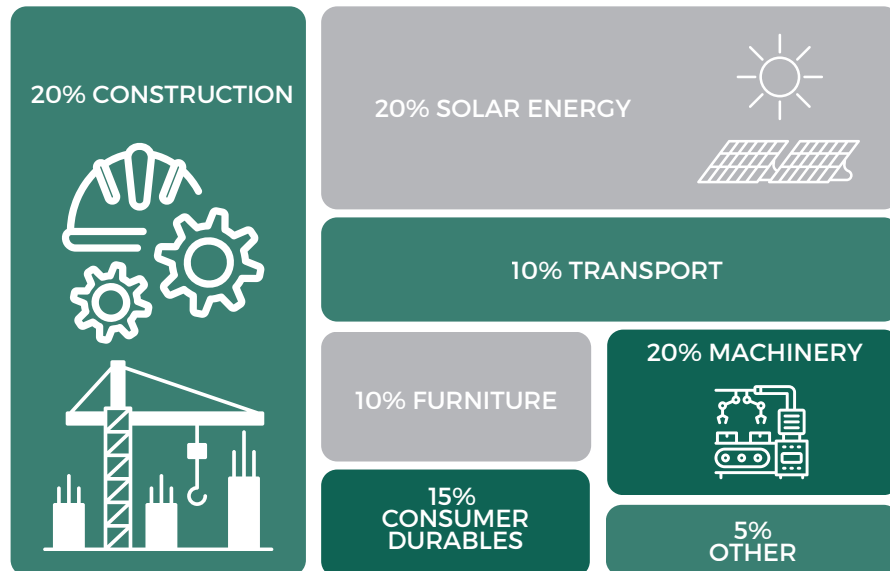 20% CONSTRUCTION
20% SOLAR ENERGY
10% TRANSPORT
10% FURNITURE
20% MACHINERY
15%
CONSUMER
DURABLES
5%
OTHER